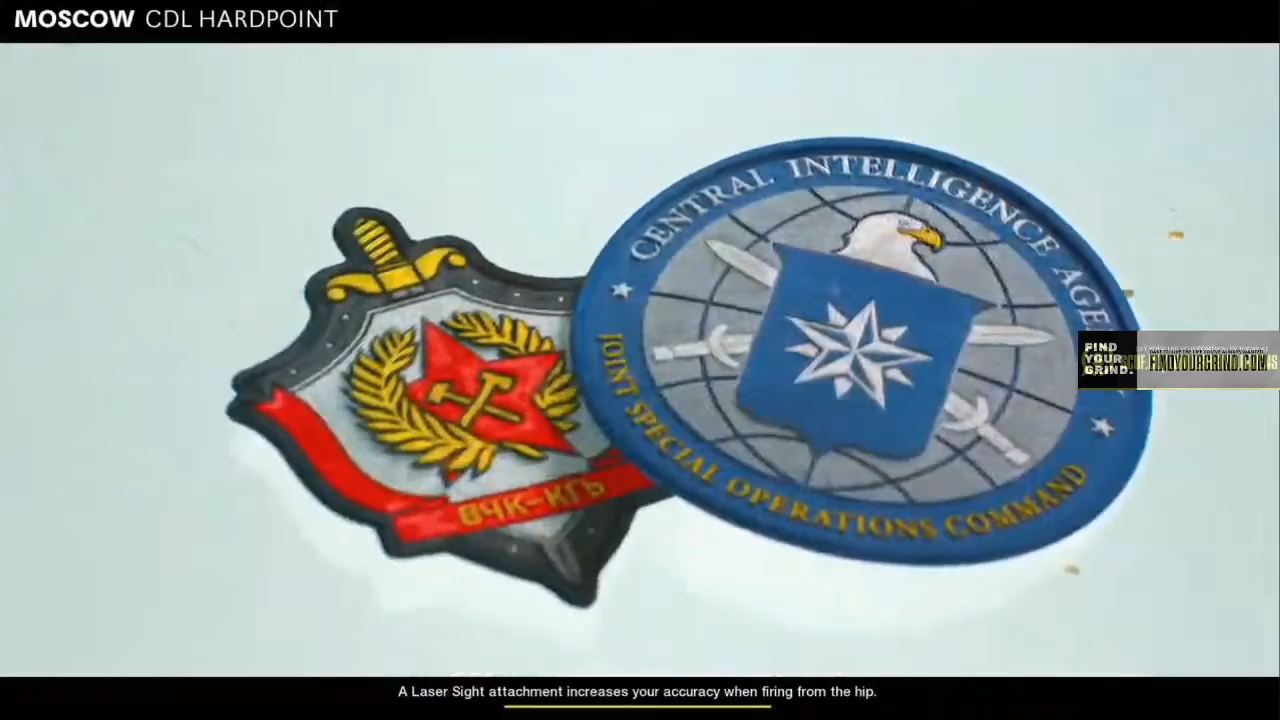 MOSCOW CDL HARDPOINT
CENTRAL INTELLIGENCE AGENCY
JOINT SPECIAL OPERATIONS COMMAND
ВЧК-КГБ
FIND
YOUR
GRIND.
FINDYOURGRIND.COM
A Laser Sight attachment increases your accuracy when firing from the hip.